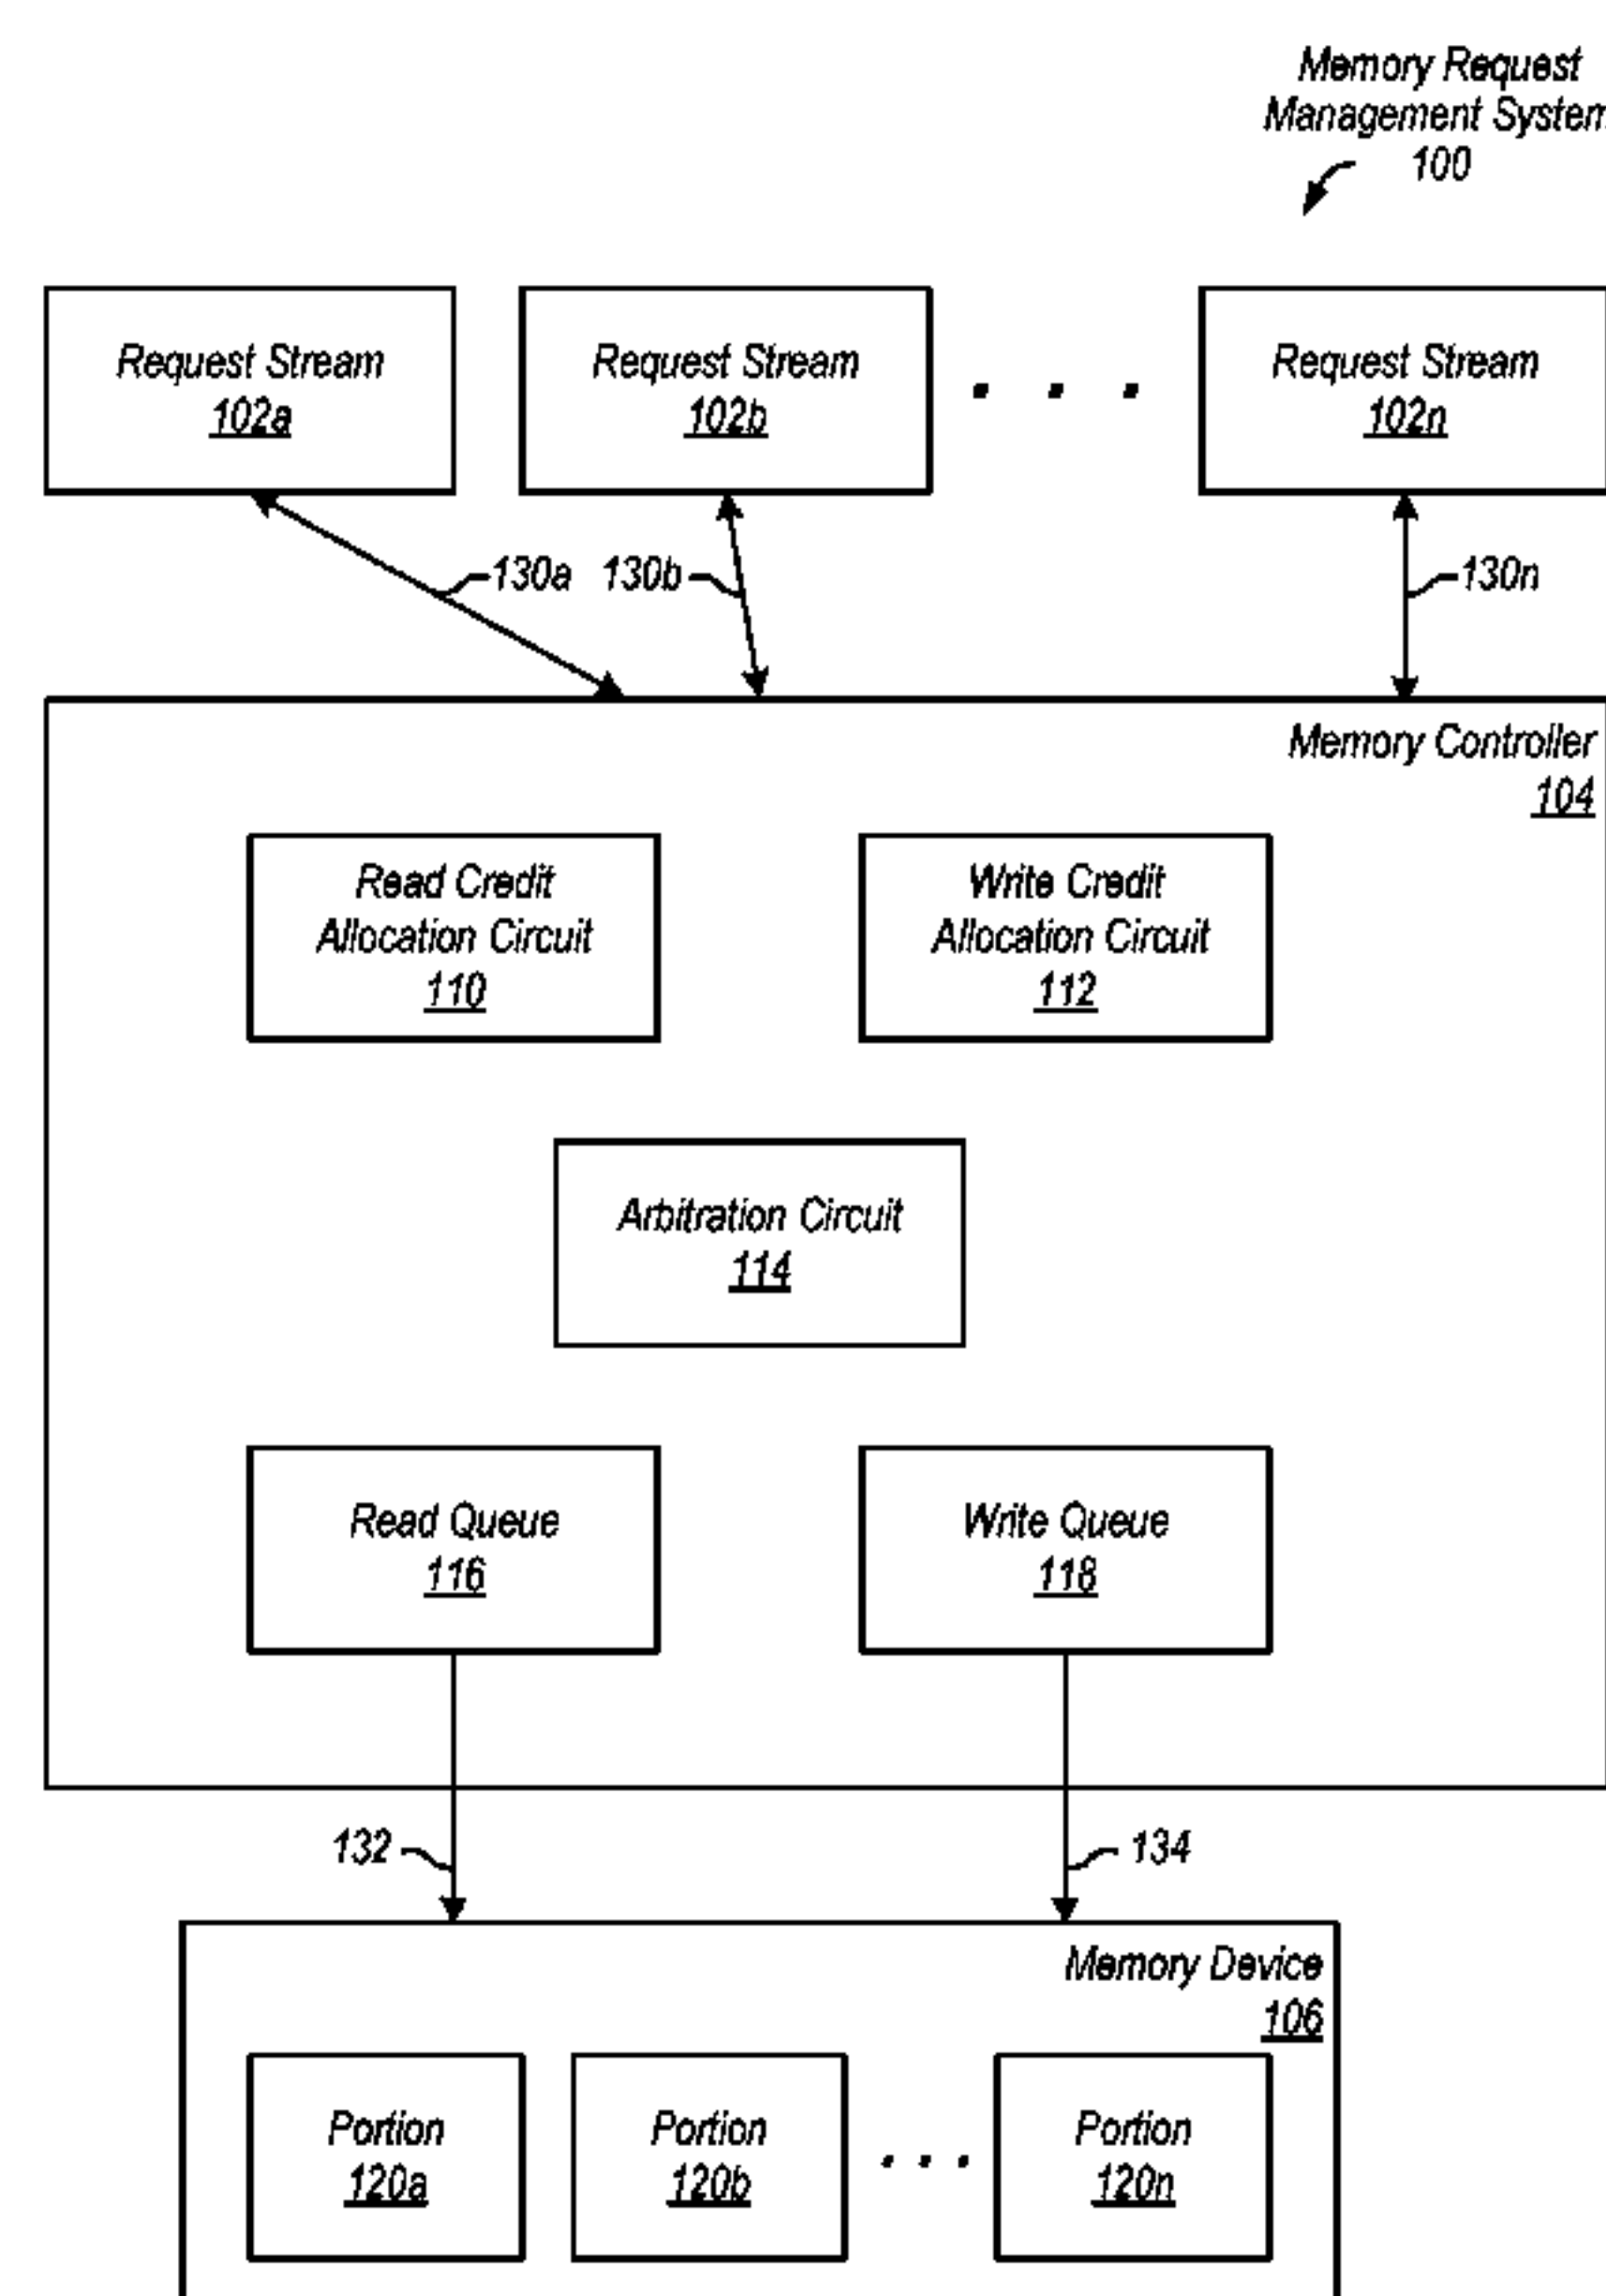 Memory Request
Management System
100
Request Stream
102a
Request Stream
102b
. . .
Request Stream
102n
130a
130b
130n
Memory Controller
104
Read Credit
Allocation Circuit
110
Write Credit
Allocation Circuit
112
Arbitration Circuit
114
Read Queue
116
Write Queue
118
132
134
Memory Device
106
Portion
120a
Portion
120b
. . .
Portion
120n